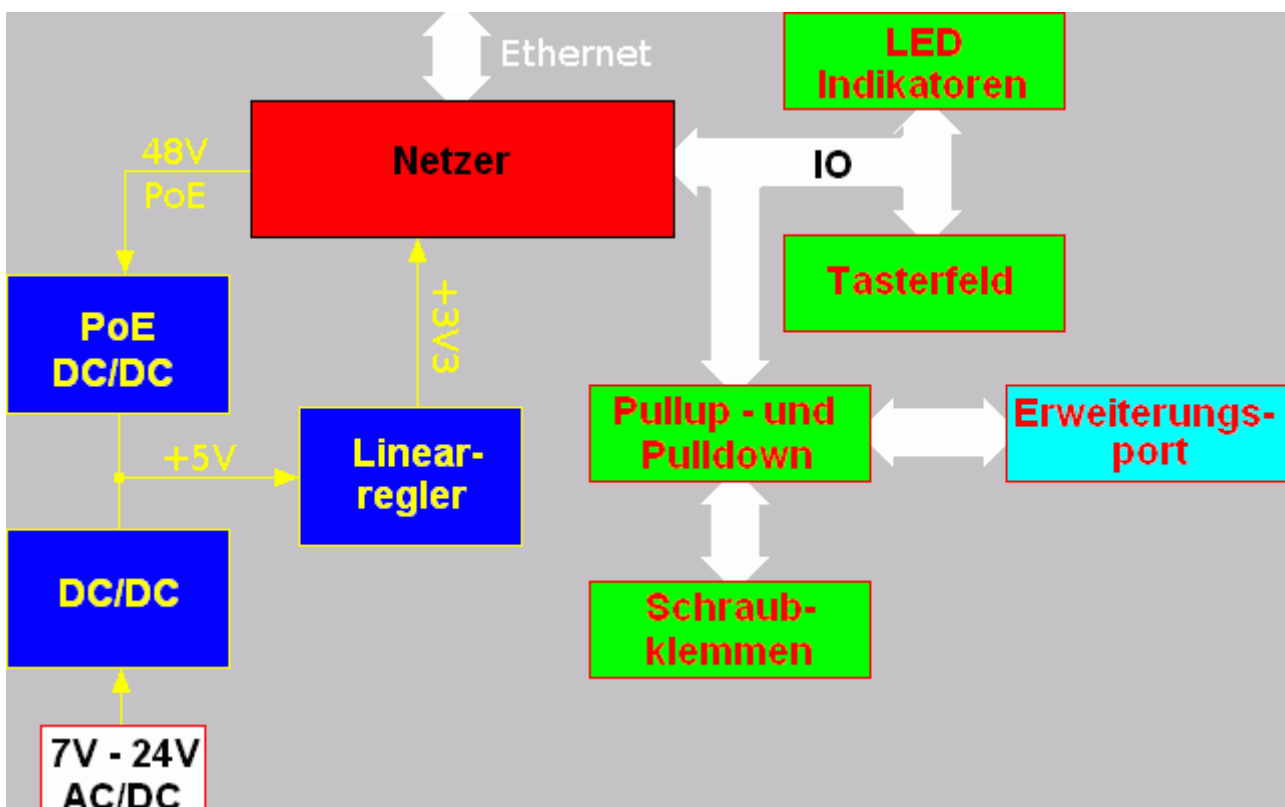 Ethernet
LED
Indikatoren
Netzer
48V
PoE
IO
Tasterfeld
+3V3
PoE
DC/DC
Pullup - und
Pulldown
Erweiterungs-
port
+5V
Linear-
regler
DC/DC
Schraub-
klemmen
7V - 24V
AC/DC